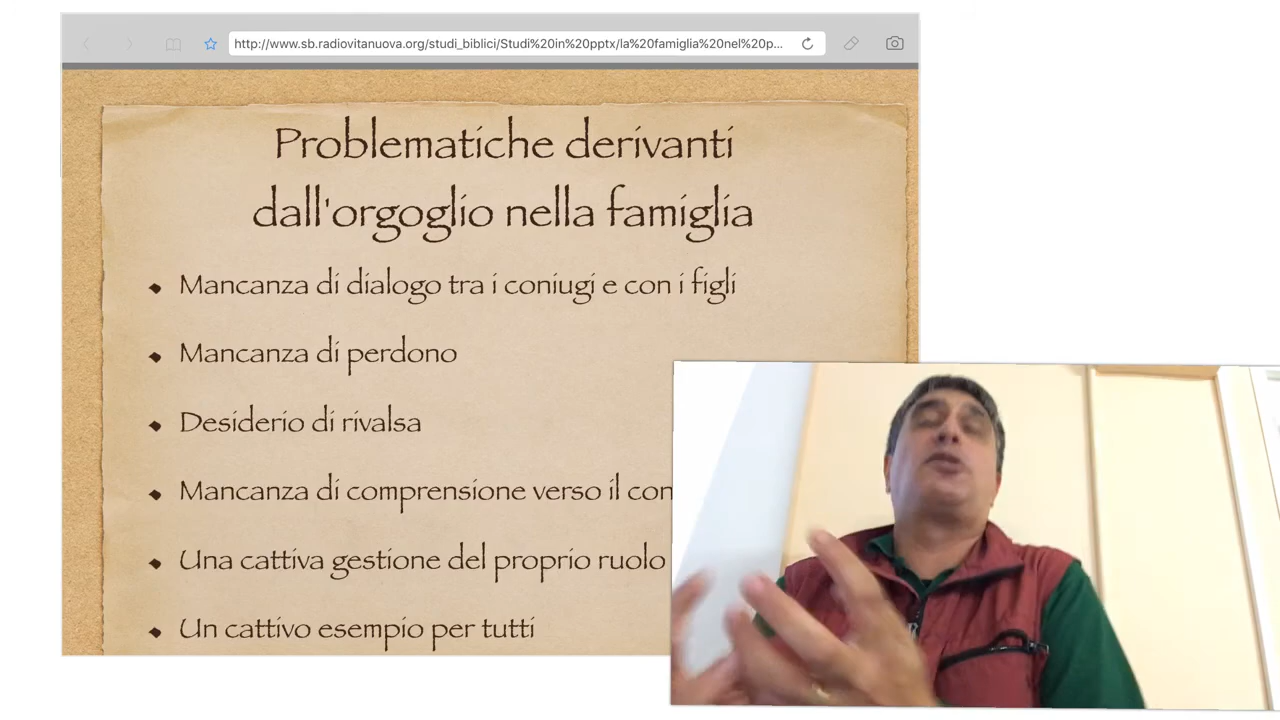 http://www.sb.radiovitanuova.org/studi_biblici/Studi%20in%20pptx/la%20famiglia%20nel%20p...
Problematiche derivanti
dall'orgoglio nella famiglia
Mancanza di dialogo tra i coniugi e con i figli
Mancanza di perdono
Desiderio di rivalsa
Mancanza di comprensione verso il con
Una cattiva gestione del proprio ruolo
Un cattivo esempio per tutti